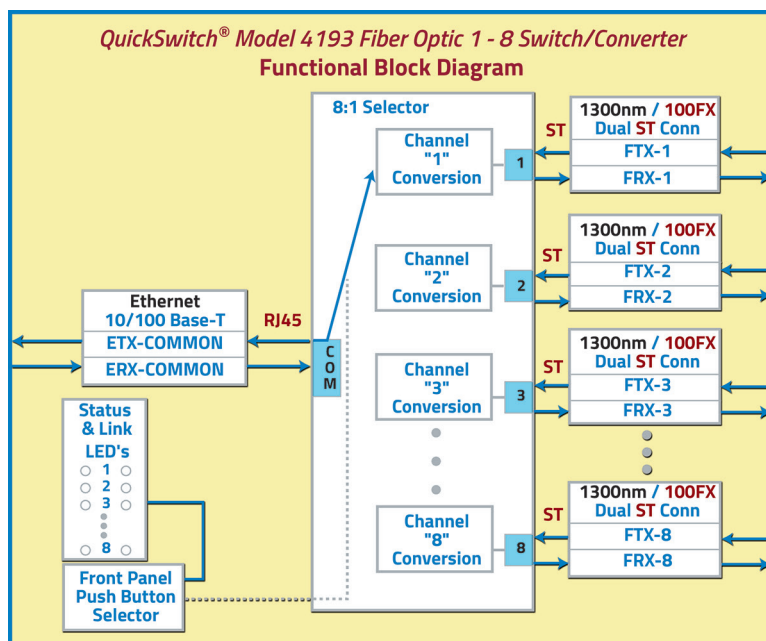 QuickSwitch® Model 4193 Fiber Optic 1 - 8 Switch/Converter
Functional Block Diagram
8:1 Selector
Channel
"1"
Conversion
1
ST
1300nm / 100FX
Dual ST Conn
FTX-1
FRX-1
Channel
"2"
Conversion
2
ST
1300nm / 100FX
Dual ST Conn
FTX-2
FRX-2
Ethernet
10/100 Base-T
ETX-COMMON
ERX-COMMON
RJ45
COM
Channel
"3"
Conversion
3
ST
1300nm / 100FX
Dual ST Conn
FTX-3
FRX-3
Status
& Link
LED's
1
2
3
8
Channel
"8"
Conversion
8
ST
1300nm / 100FX
Dual ST Conn
FTX-8
FRX-8
Front Panel
Push Button
Selector